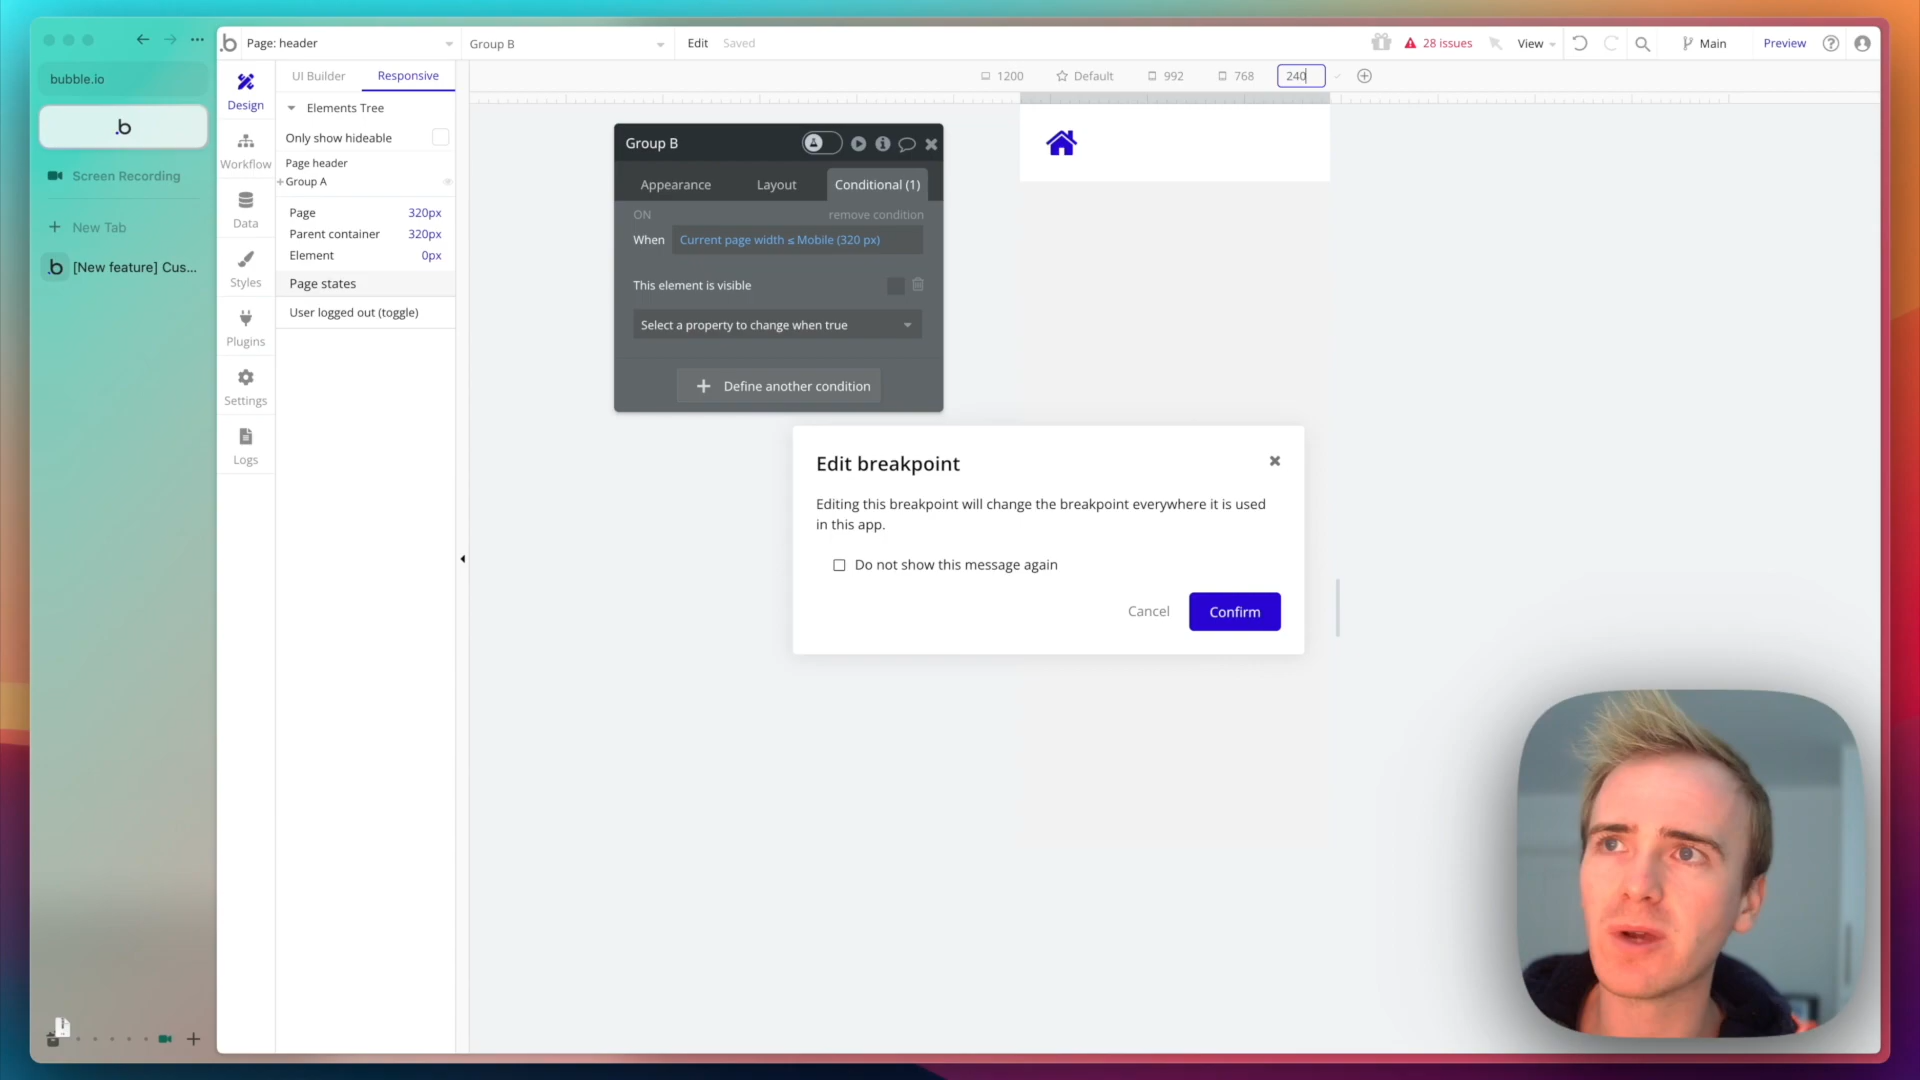 bubble.io
.b
Screen Recording
New Tab
[New feature] Cus...
.b
Page: header
Group B
Edit
Saved
28 issues
View
Main
Preview
Design
Workflow
Data
Styles
Plugins
Settings
Logs
UI Builder
Responsive
Elements Tree
Only show hideable
Page header
Group A
Page 320px
Parent container 320px
Element 0px
Page states
User logged out (toggle)
1200
Default
992
768
240
Group B
Appearance
Layout
Conditional (1)
ON
remove condition
When
Current page width ≤ Mobile (320 px)
This element is visible
Select a property to change when true
Define another condition
Edit breakpoint
Editing this breakpoint will change the breakpoint everywhere it is used
in this app.
Do not show this message again
Cancel
Confirm